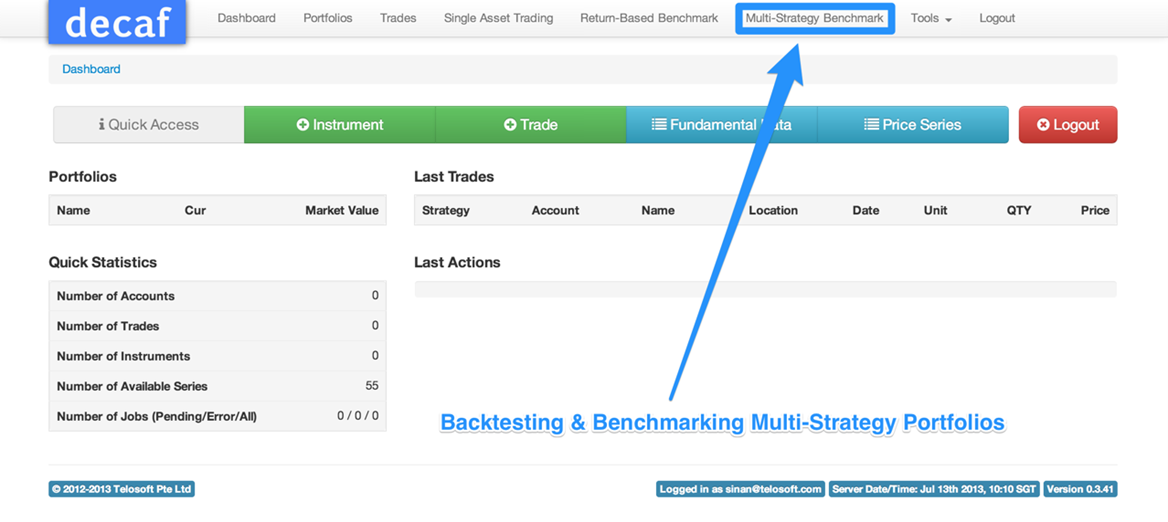 decaf
Dashboard Portfolios Trades Single Asset Trading Return-Based Benchmark Multi-Strategy Benchmark Tools Logout
Dashboard
Quick Access Instrument Trade Fundamental Data Price Series Logout
Portfolios
Name Cur Market Value
Last Trades
Strategy Account Name Location Date Unit QTY Price
Quick Statistics
Number of Accounts 0
Number of Trades 0
Number of Instruments 0
Number of Available Series 55
Number of Jobs (Pending/Error/All) 0 / 0 / 0
Last Actions
Backtesting & Benchmarking Multi-Strategy Portfolios
© 2012-2013 Telosoft Pte Ltd
Logged in as sinan@telosoft.com Server Date/Time: Jul 13th 2013, 10:10 SGT Version 0.3.41